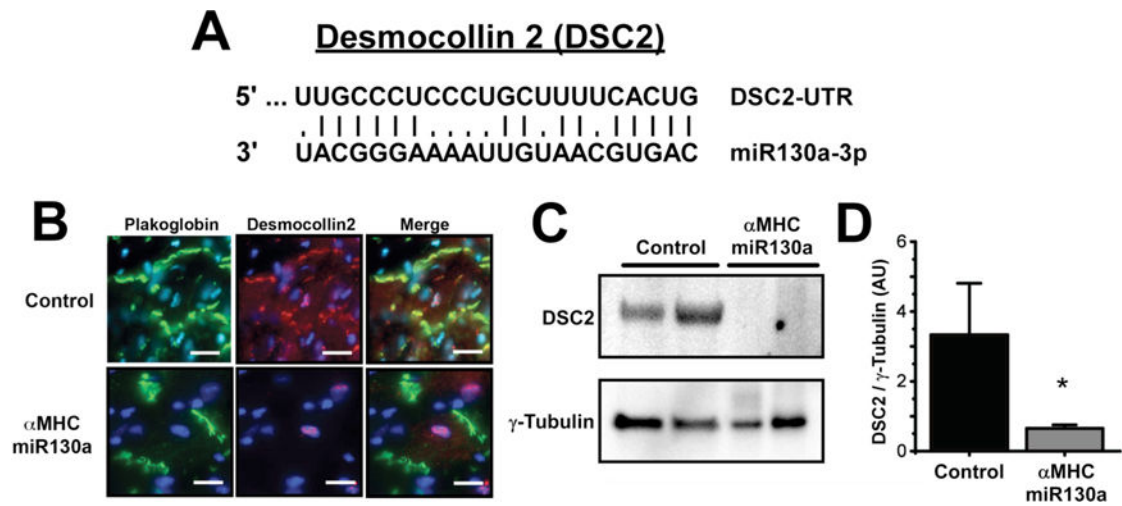 A
Desmocollin 2 (DSC2)
5' ... UUGCCCUCCCUGCUUUUCACUG DSC2-UTR
3' UACGGGAAAAUUGUAACGUGAC miR130a-3p
B
Plakoglobin Desmocollin2 Merge
Control
αMHC
miR130a
C
Control αMHC
miR130a
DSC2
γ-Tubulin
D
DSC2 / γ-Tubulin (AU)
6
4
2
0
*
Control αMHC
miR130a